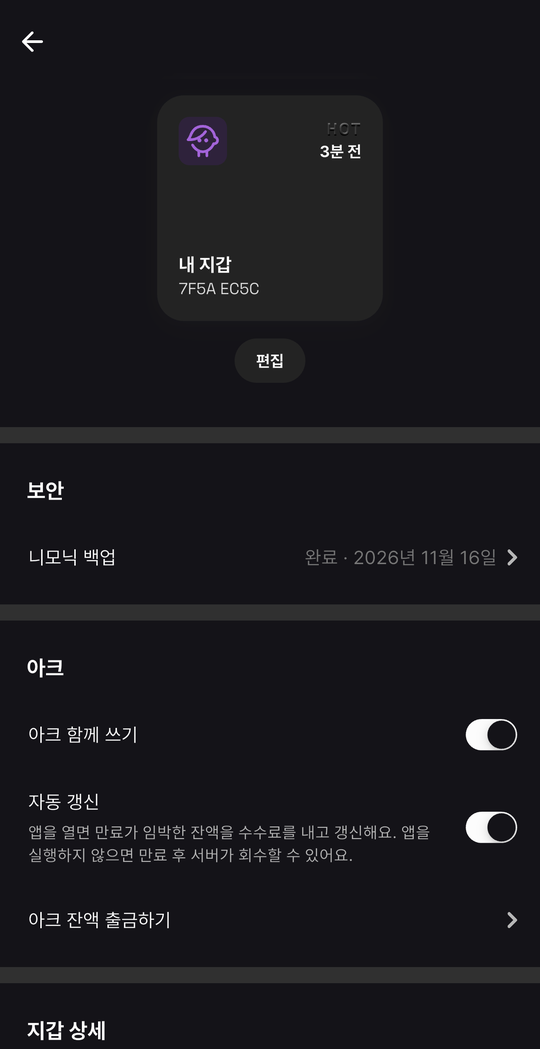 HOT
3분 전
내 지갑
7F5A EC5C
편집
보안
니모닉 백업
완료 · 2026년 11월 16일
아크
아크 함께 쓰기
자동 갱신
앱을 열면 만료가 임박한 잔액을 수수료를 내고 갱신해요. 앱을
실행하지 않으면 만료 후 서버가 회수할 수 있어요.
아크 잔액 출금하기
지갑 상세